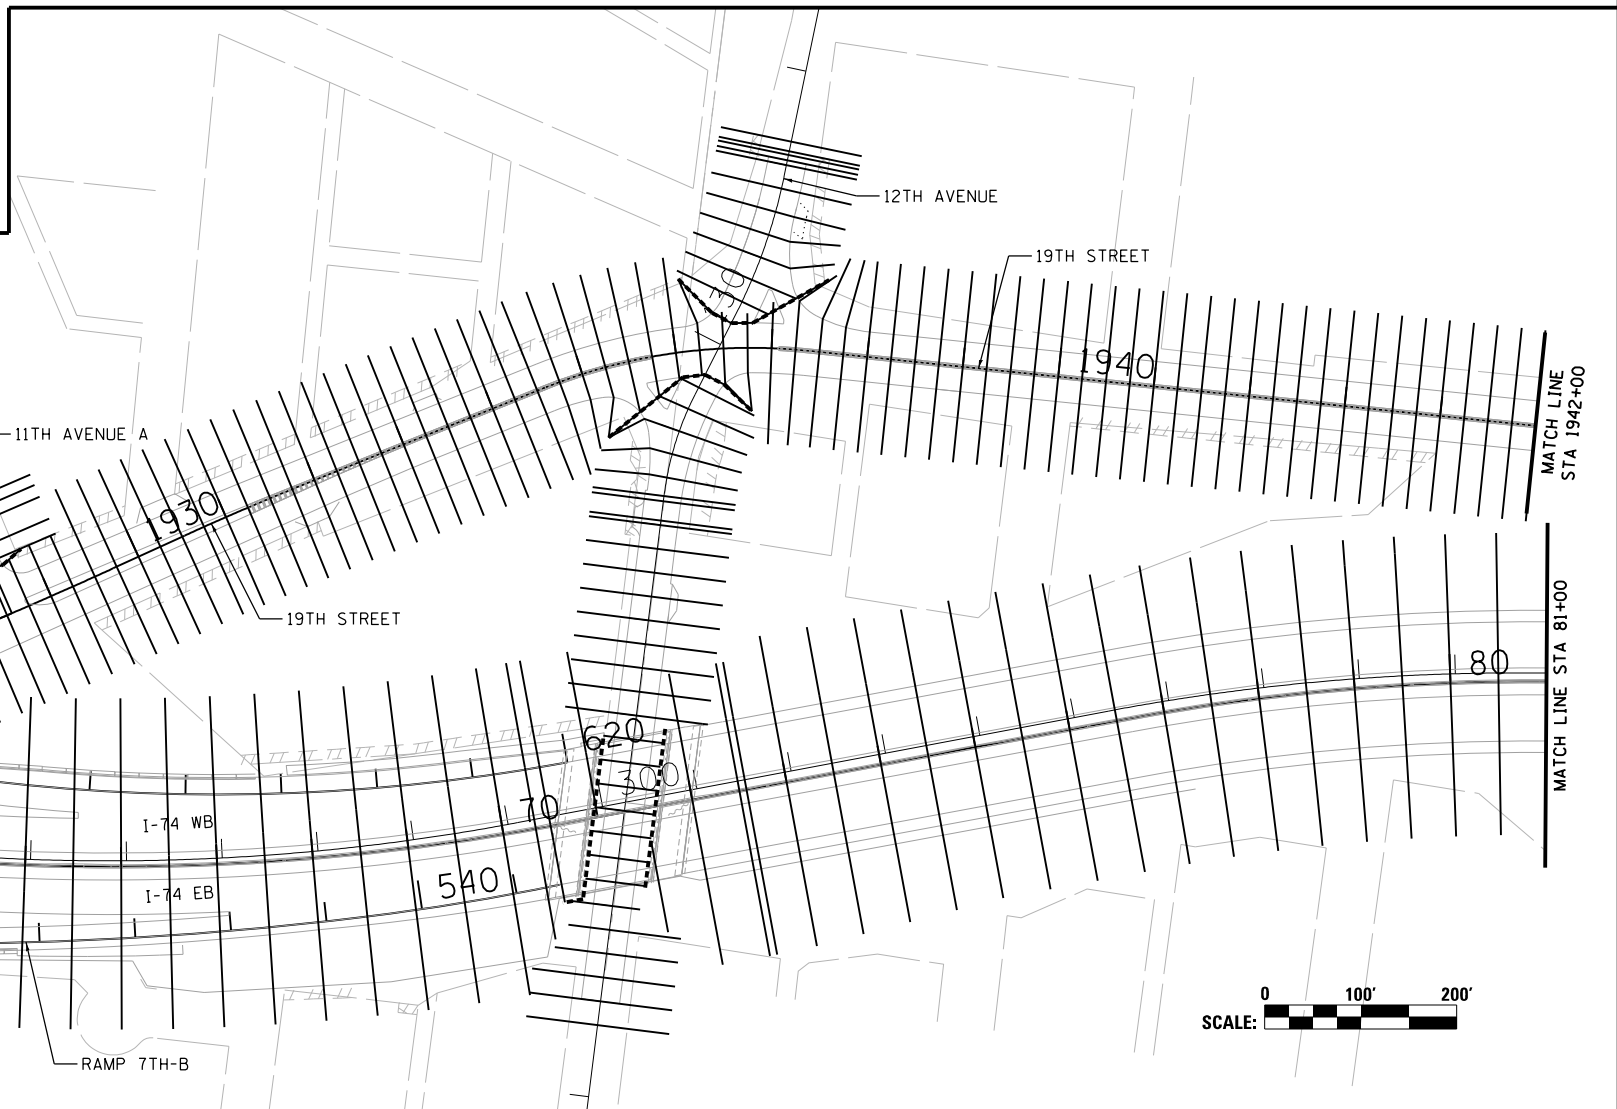 12TH AVENUE
19TH STREET
30
1940
MATCH LINE
STA 1942+00
11TH AVENUE A
1930
19TH STREET
MATCH LINE STA 81+00
80
620
300
70
I-74 WB
540
I-74 EB
0 100' 200'
SCALE:
RAMP 7TH-B